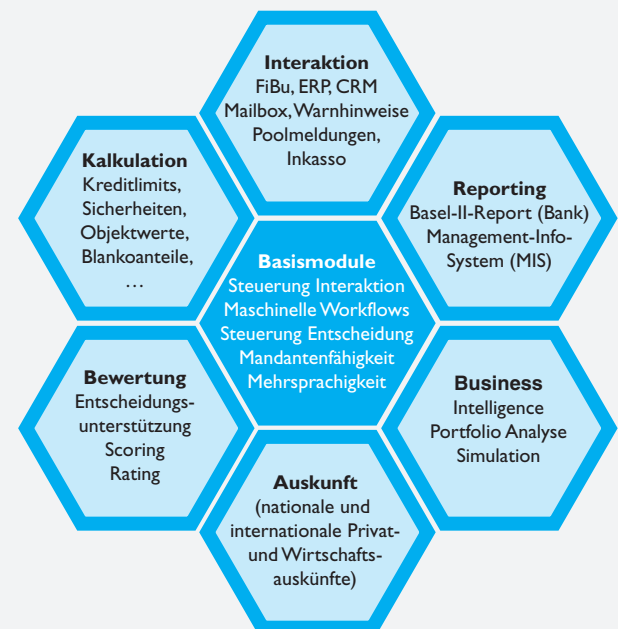 Interaktion
FiBu, ERP, CRM
Mailbox, Warnhinweise
Poolmeldungen,
Inkasso
Kalkulation
Kreditlimits,
Sicherheiten,
Objektwerte,
Blankoanteile,
…
Reporting
Basel-II-Report (Bank)
Management-Info-
System (MIS)
Basismodule
Steuerung Interaktion
Maschinelle Workflows
Steuerung Entscheidung
Mandantenfähigkeit
Mehrsprachigkeit
Bewertung
Entscheidungs-
unterstützung
Scoring
Rating
Business
Intelligence
Portfolio Analyse
Simulation
Auskunft
(nationale und
internationale Privat-
und Wirtschafts-
auskünfte)